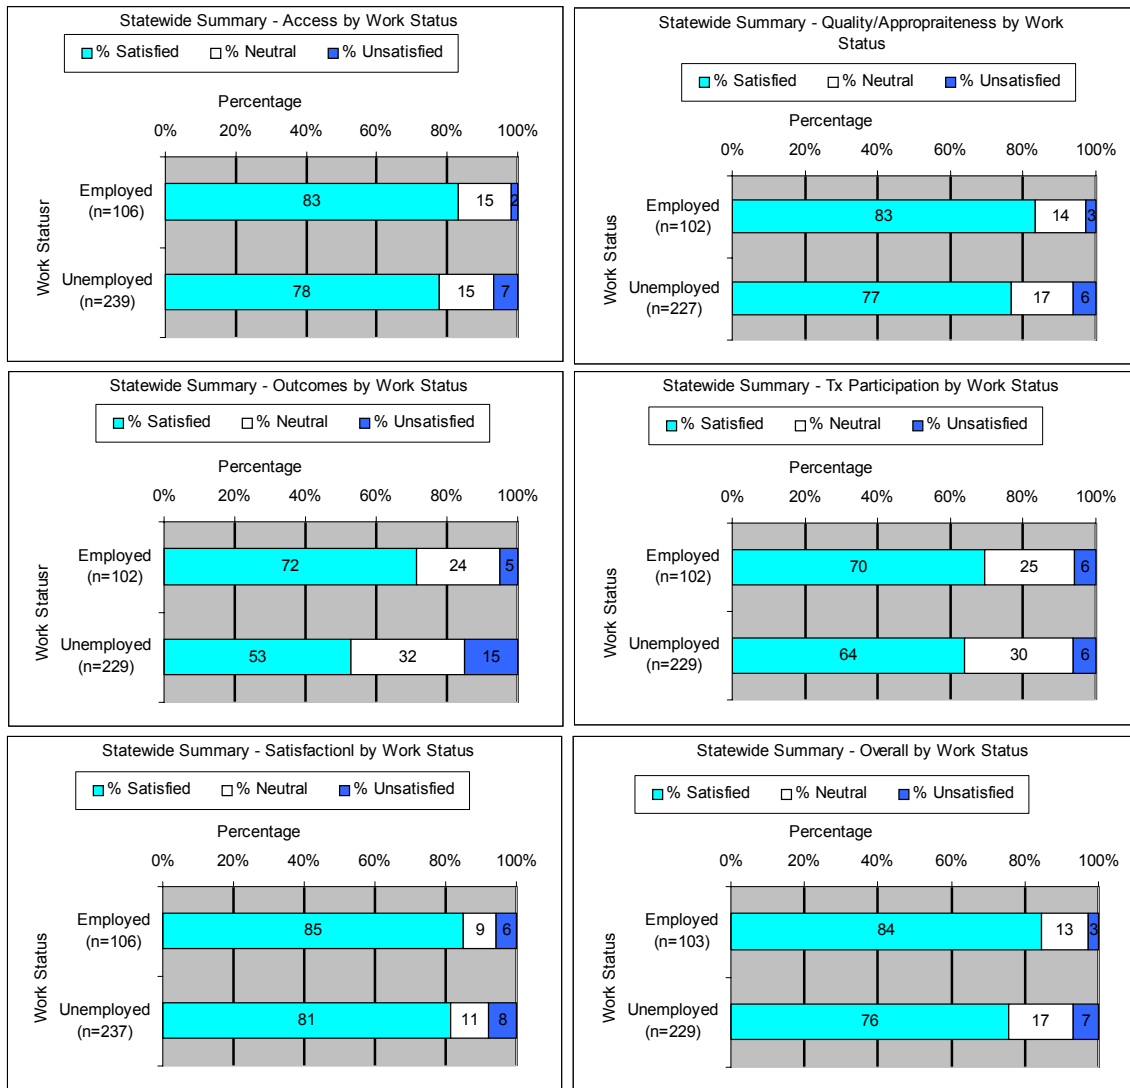 Statewide Summary - Access by Work Status
% Satisfied % Neutral % Unsatisfied
Percentage
0% 20% 40% 60% 80% 100%
Work Statusr
Employed
(n=106)
83 15 2
Unemployed
(n=239)
78 15 7
Statewide Summary - Quality/Appropraiteness by Work
Status
% Satisfied % Neutral % Unsatisfied
Percentage
0% 20% 40% 60% 80% 100%
Work Status
Employed
(n=102)
83 14 3
Unemployed
(n=227)
77 17 6
Statewide Summary - Outcomes by Work Status
% Satisfied % Neutral % Unsatisfied
Percentage
0% 20% 40% 60% 80% 100%
Work Statusr
Employed
(n=102)
72 24 5
Unemployed
(n=229)
53 32 15
Statewide Summary - Tx Participation by Work Status
% Satisfied % Neutral % Unsatisfied
Percentage
0% 20% 40% 60% 80% 100%
Work Status
Employed
(n=102)
70 25 6
Unemployed
(n=229)
64 30 6
Statewide Summary - Satisfactionl by Work Status
% Satisfied % Neutral % Unsatisfied
Percentage
0% 20% 40% 60% 80% 100%
Work Status
Employed
(n=106)
85 9 6
Unemployed
(n=237)
81 11 8
Statewide Summary - Overall by Work Status
% Satisfied % Neutral % Unsatisfied
Percentage
0% 20% 40% 60% 80% 100%
Work Status
Employed
(n=103)
84 13 3
Unemployed
(n=229)
76 17 7